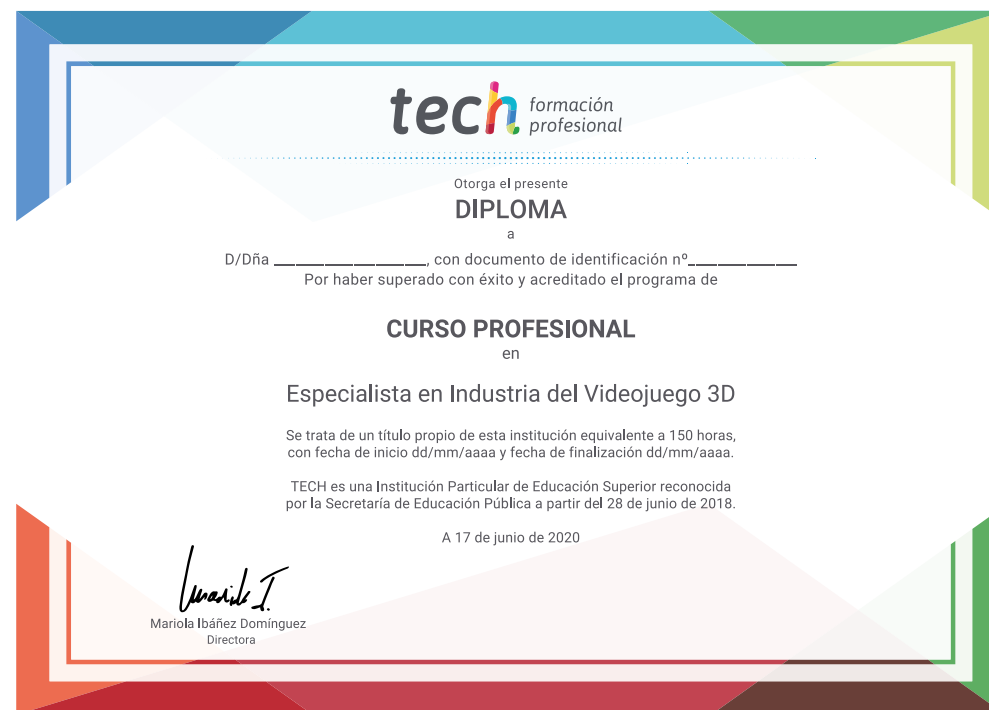 tech formación
profesional
Otorga el presente
DIPLOMA
a
D/Dña _________________, con documento de identificación nº____________
Por haber superado con éxito y acreditado el programa de
CURSO PROFESIONAL
en
Especialista en Industria del Videojuego 3D
Se trata de un título propio de esta institución equivalente a 150 horas,
con fecha de inicio dd/mm/aaaa y fecha de finalización dd/mm/aaaa.
TECH es una Institución Particular de Educación Superior reconocida
por la Secretaría de Educación Pública a partir del 28 de junio de 2018.
A 17 de junio de 2020
Mariola Ibáñez Domínguez
Directora